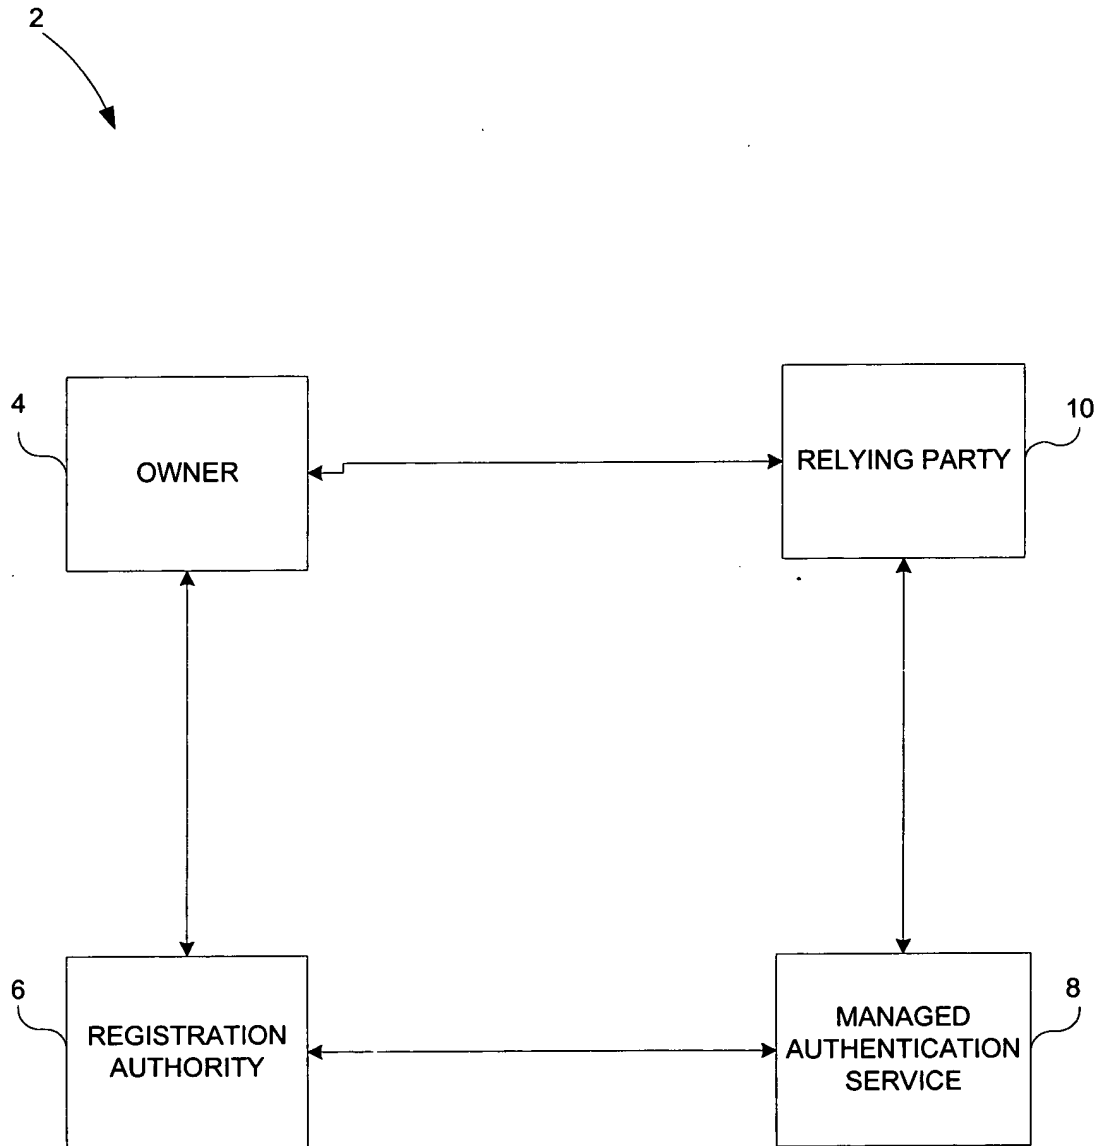 2
4
OWNER
RELYING PARTY
10
6
REGISTRATION
AUTHORITY
MANAGED
AUTHENTICATION
SERVICE
8